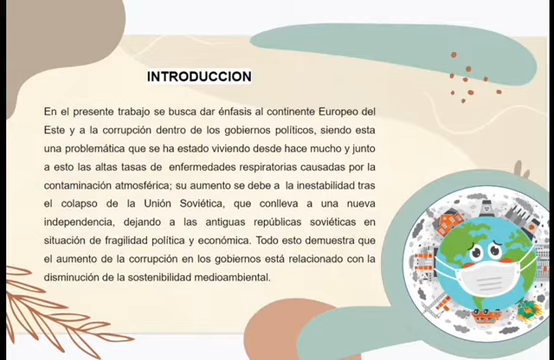 INTRODUCCION
En el presente trabajo se busca dar énfasis al continente Europeo del
Este y a la corrupción dentro de los gobiernos políticos, siendo esta
una problemática que se ha estado viviendo desde hace mucho y junto
a esto las altas tasas de enfermedades respiratorias causadas por la
contaminación atmosférica; su aumento se debe a la inestabilidad tras
el colapso de la Unión Soviética, que conlleva a una nueva
independencia, dejando a las antiguas repúblicas soviéticas en
situación de fragilidad política y económica. Todo esto demuestra que
el aumento de la corrupción en los gobiernos está relacionado con la
disminución de la sostenibilidad medioambiental.